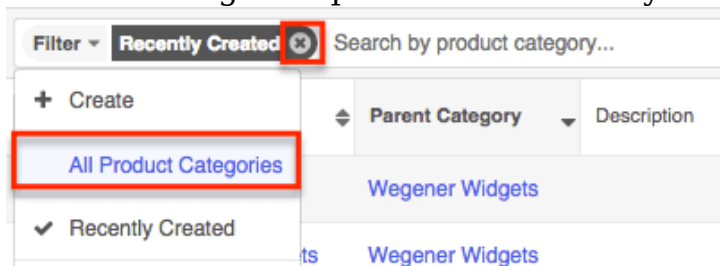 Filter Recently Created Search by product category...
Create
Parent Category Description
All Product Categories
Wegener Widgets
Recently Created
ts Wegener Widgets